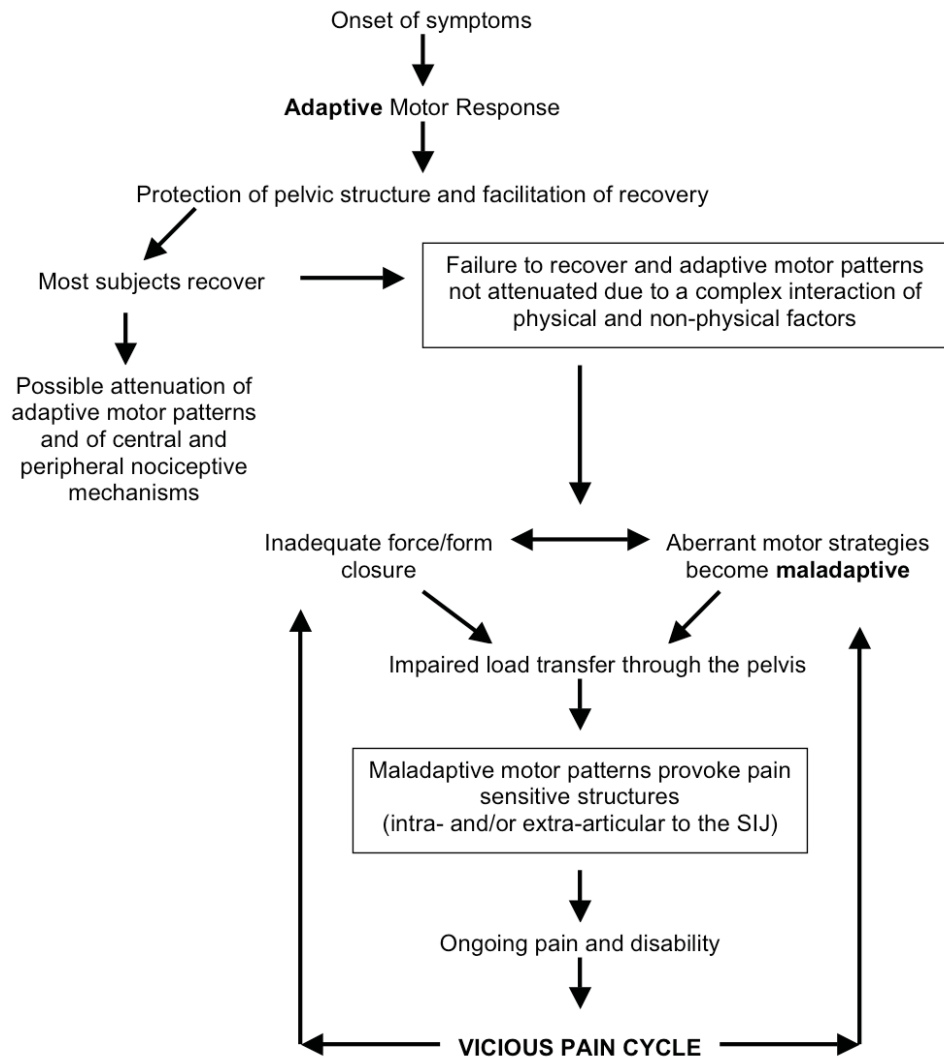 Onset of symptoms
Adaptive Motor Response
Protection of pelvic structure and facilitation of recovery
Most subjects recover
Failure to recover and adaptive motor patterns
not attenuated due to a complex interaction of
physical and non-physical factors
Possible attenuation of
adaptive motor patterns
and of central and
peripheral nociceptive
mechanisms
Inadequate force/form
closure
Aberrant motor strategies
become maladaptive
Impaired load transfer through the pelvis
Maladaptive motor patterns provoke pain
sensitive structures
(intra- and/or extra-articular to the SIJ)
Ongoing pain and disability
VICIOUS PAIN CYCLE